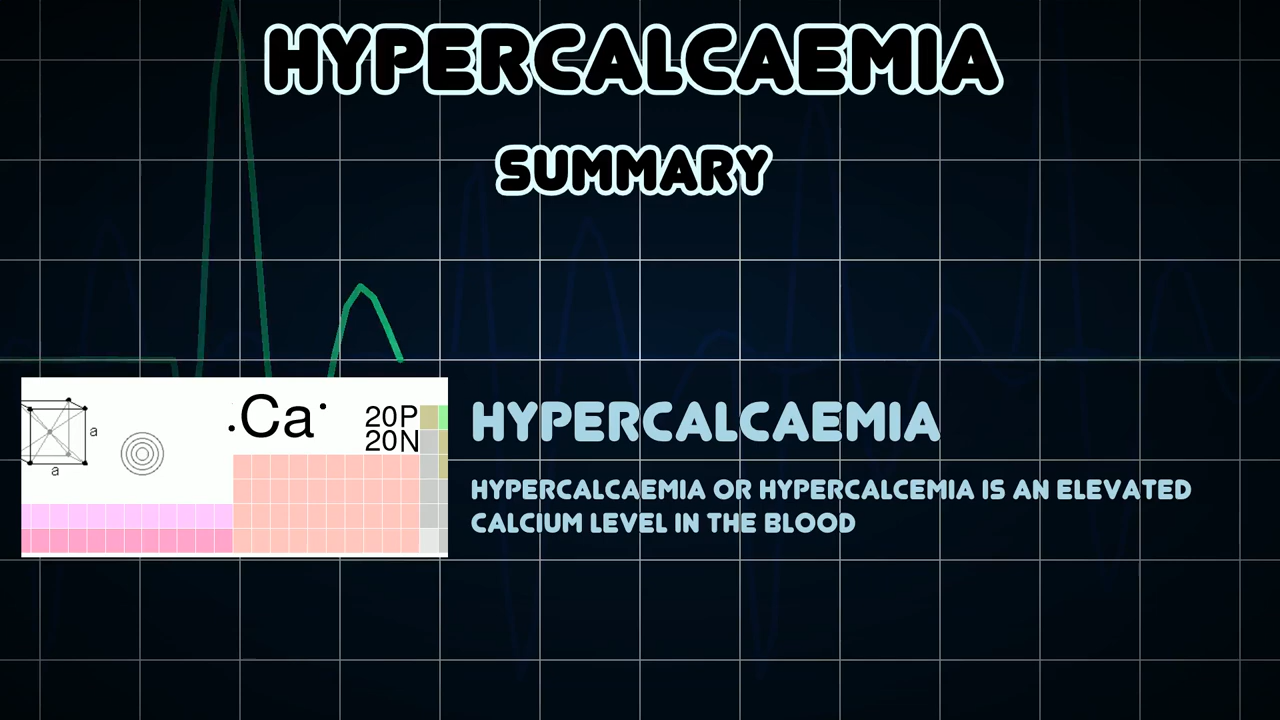 HYPERCALCAEMIA
SUMMARY
·Ca·
20P
20N
a
a
HYPERCALCAEMIA
HYPERCALCAEMIA OR HYPERCALCEMIA IS AN ELEVATED
CALCIUM LEVEL IN THE BLOOD